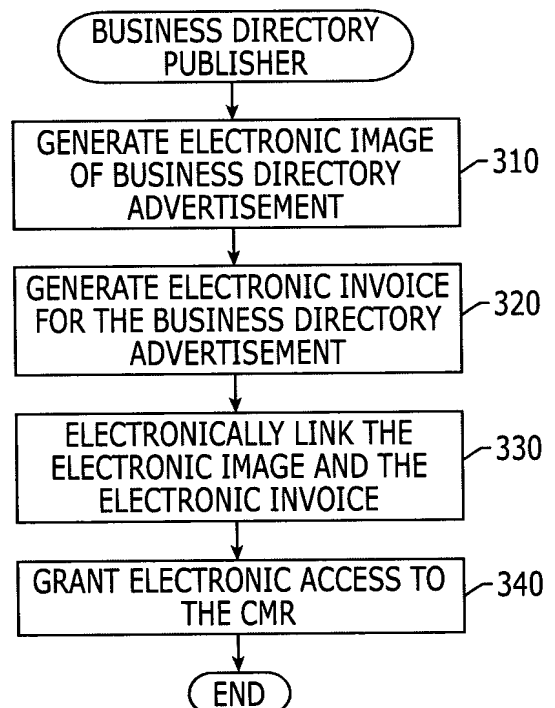 BUSINESS DIRECTORY
PUBLISHER
GENERATE ELECTRONIC IMAGE
OF BUSINESS DIRECTORY
ADVERTISEMENT
310
GENERATE ELECTRONIC INVOICE
FOR THE BUSINESS DIRECTORY
ADVERTISEMENT
320
ELECTRONICALLY LINK THE
ELECTRONIC IMAGE AND THE
ELECTRONIC INVOICE
330
GRANT ELECTRONIC ACCESS TO
THE CMR
340
END